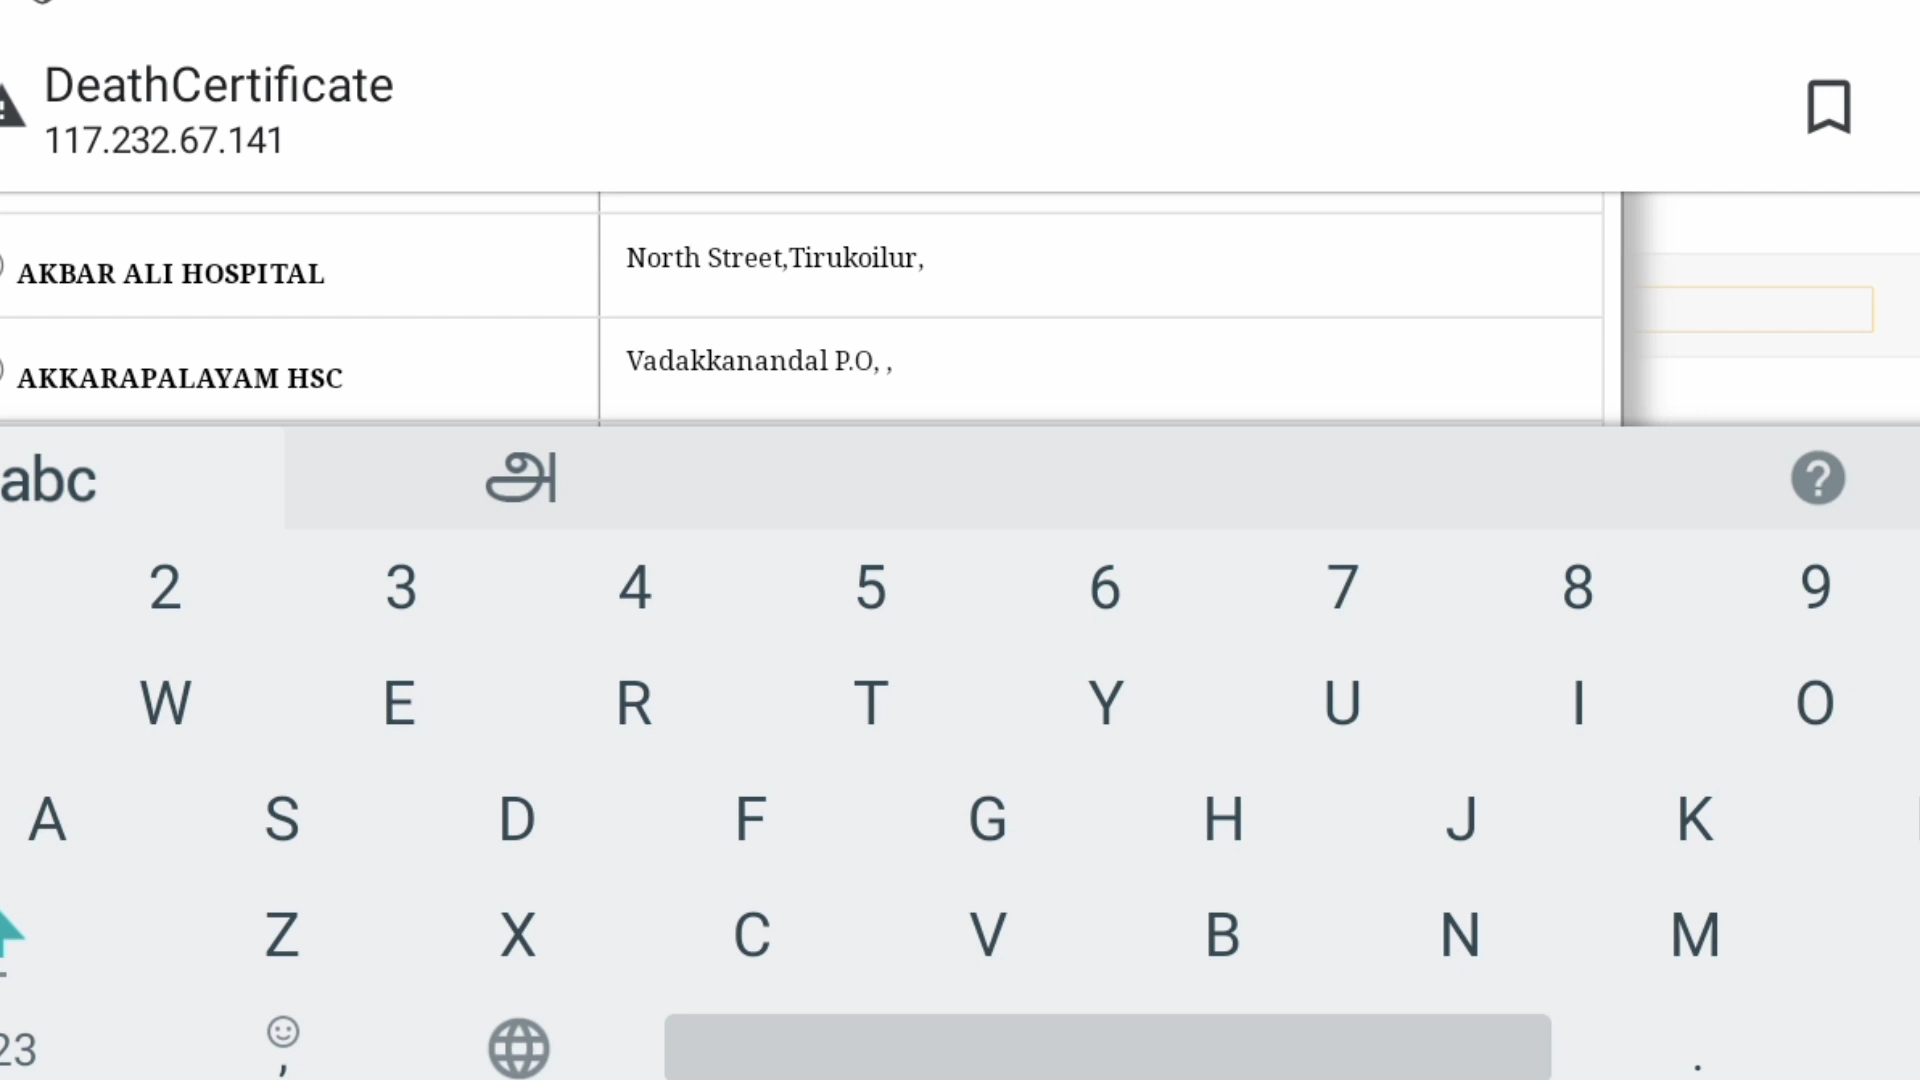 DeathCertificate
117.232.67.141
AKBAR ALI HOSPITAL
North Street,Tirukoilur,
AKKARAPALAYAM HSC
Vadakkanandal P.O, ,
abc அ ?
2 3 4 5 6 7 8 9
W E R T Y U I O
A S D F G H J K
Z X C V B N M
23 , .